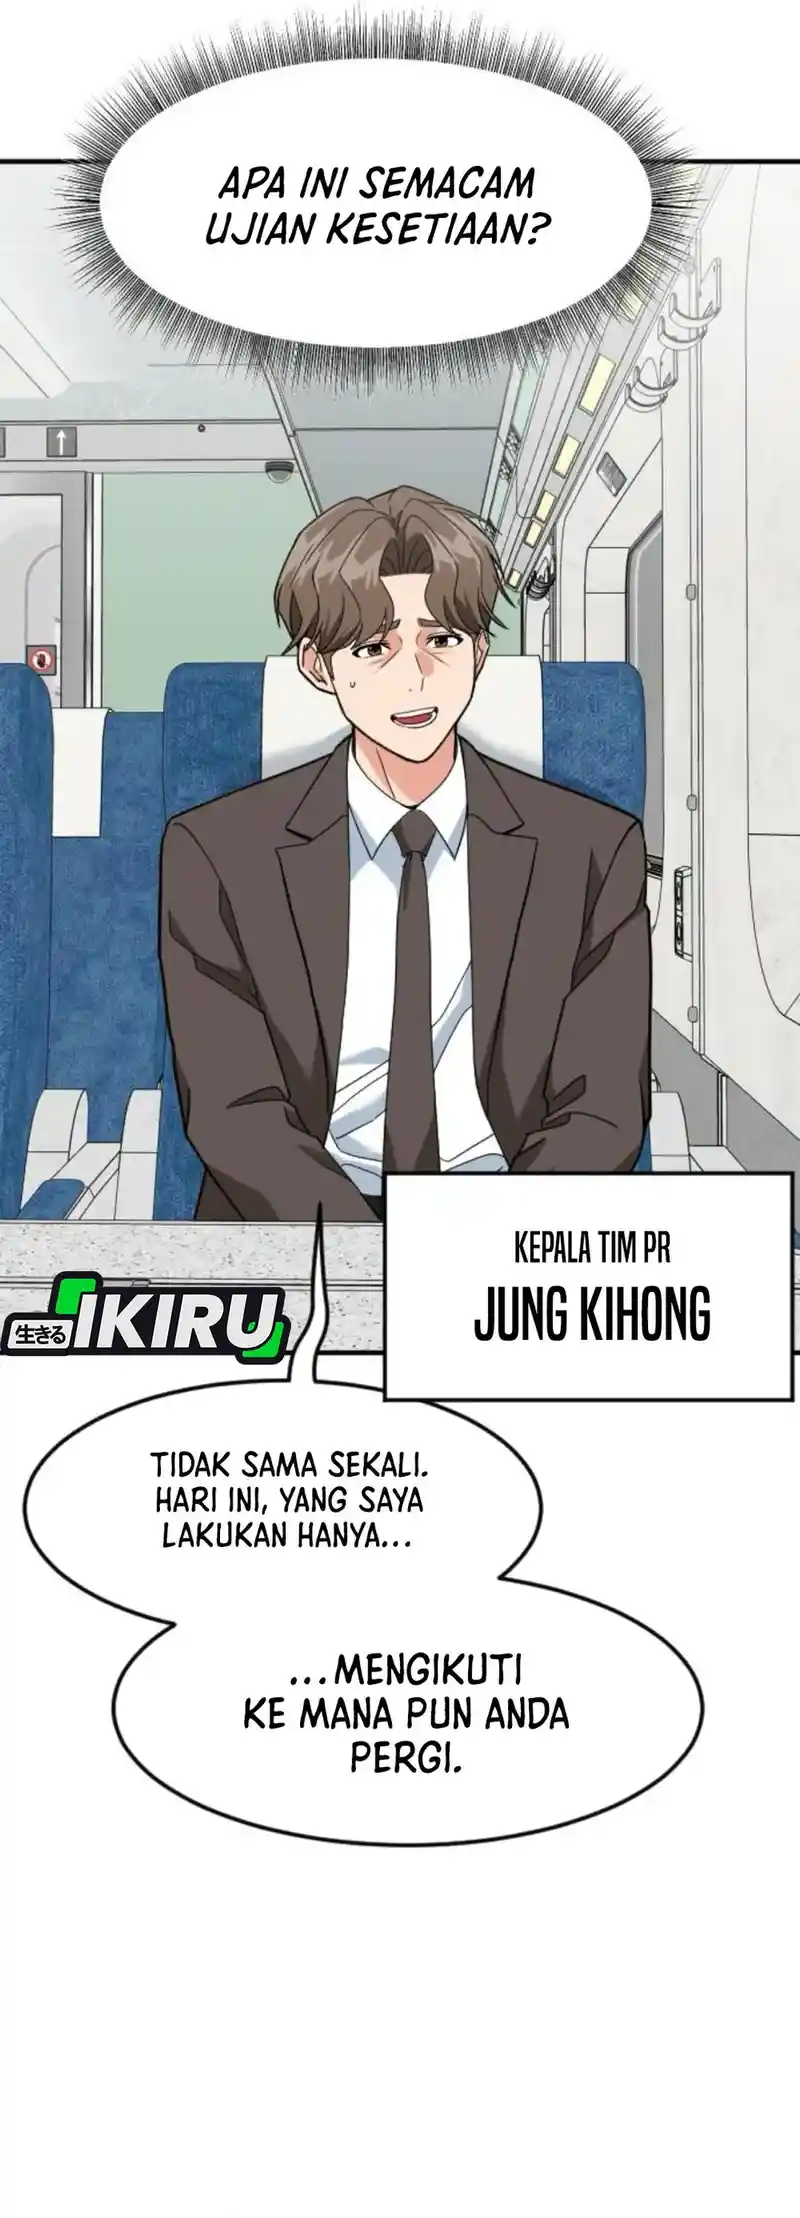 APA INI SEMACAM
UJIAN KESETIAAN?
KEPALA TIM PR
JUNG KIHONG
生きる IKIRU
TIDAK SAMA SEKALI.
HARI INI, YANG SAYA
LAKUKAN HANYA...
...MENGIKUTI
KE MANA PUN ANDA
PERGI.